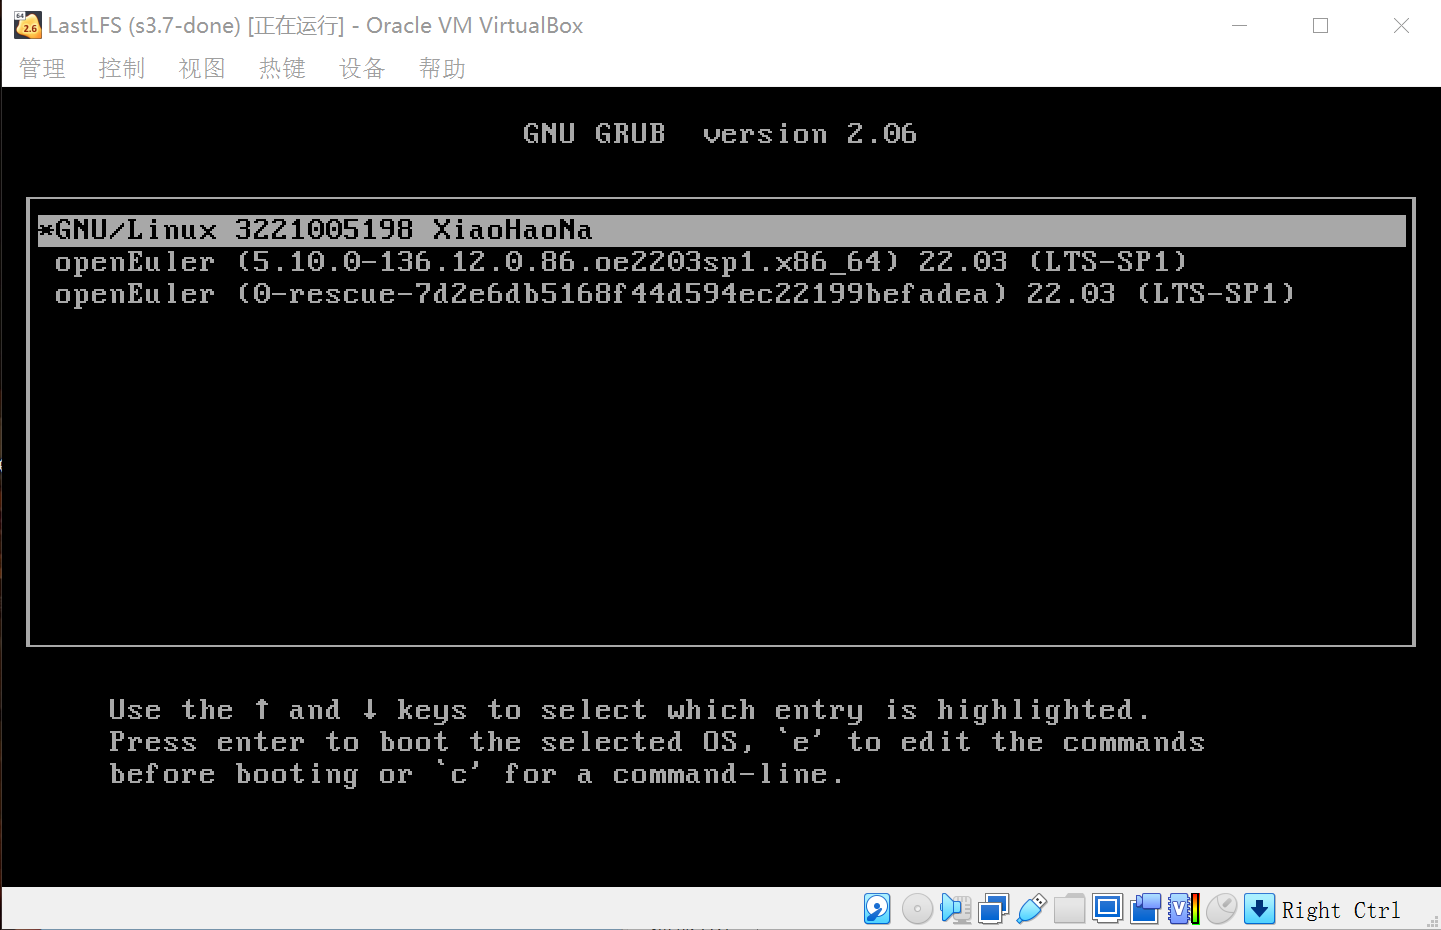 LastLFS (s3.7-done) [正在运行] - Oracle VM VirtualBox
管理 控制 视图 热键 设备 帮助
GNU GRUB version 2.06
*GNU/Linux 3221005198 XiaoHaoNa
openEuler (5.10.0-136.12.0.86.oe2203sp1.x86_64) 22.03 (LTS-SP1)
openEuler (0-rescue-7d2e6db5168f44d594ec22199befadea) 22.03 (LTS-SP1)
Use the ↑ and ↓ keys to select which entry is highlighted.
Press enter to boot the selected OS, `e' to edit the commands
before booting or `c' for a command-line.
Right Ctrl